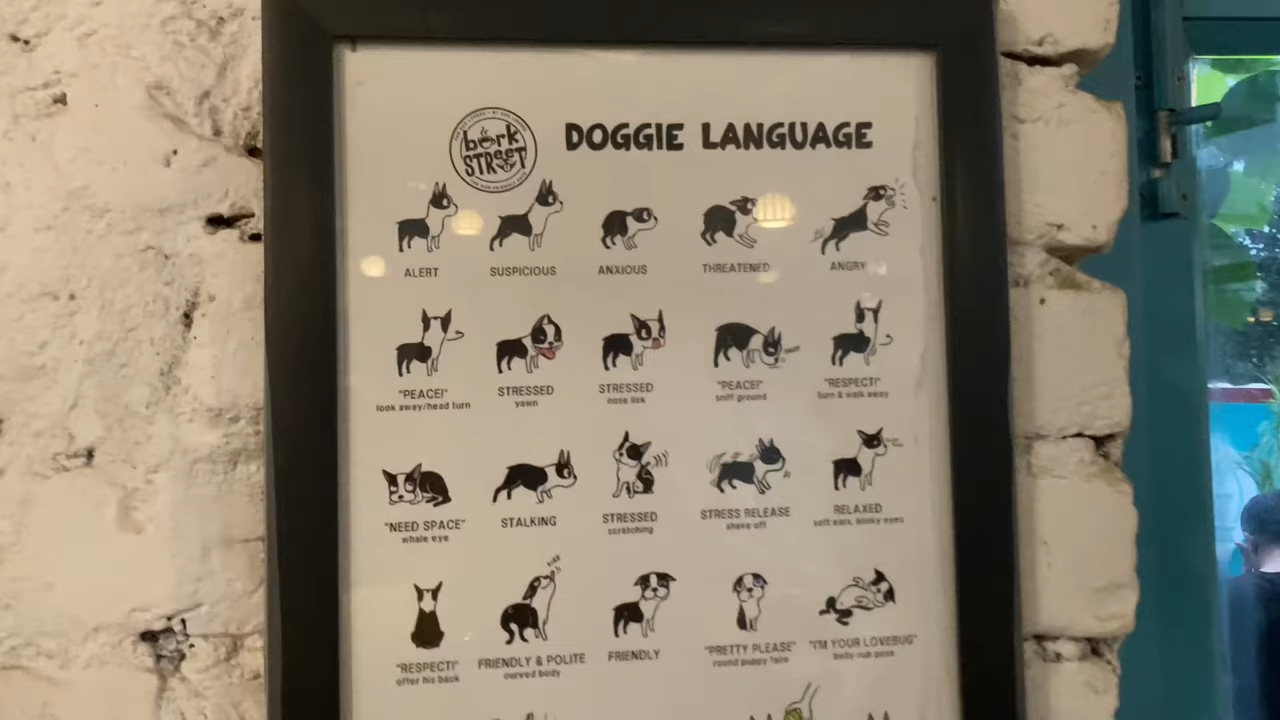 bark
STREET
DOGGIE LANGUAGE
ALERT
SUSPICIOUS
ANXIOUS
THREATENED
ANGRY
"PEACE!"
look away/head turn
STRESSED
yawn
STRESSED
nose lick
"PEACE!"
sniff ground
"RESPECT!"
turn & walk away
"NEED SPACE"
whale eye
STALKING
STRESSED
scratching
STRESS RELEASE
shake off
RELAXED
soft ears, blinky eyes
"RESPECT!'
offer his back
FRIENDLY & POLITE
curved body
FRIENDLY
"PRETTY PLEASE"
round puppy face
"I'M YOUR LOVEBUG"
belly-rub pose